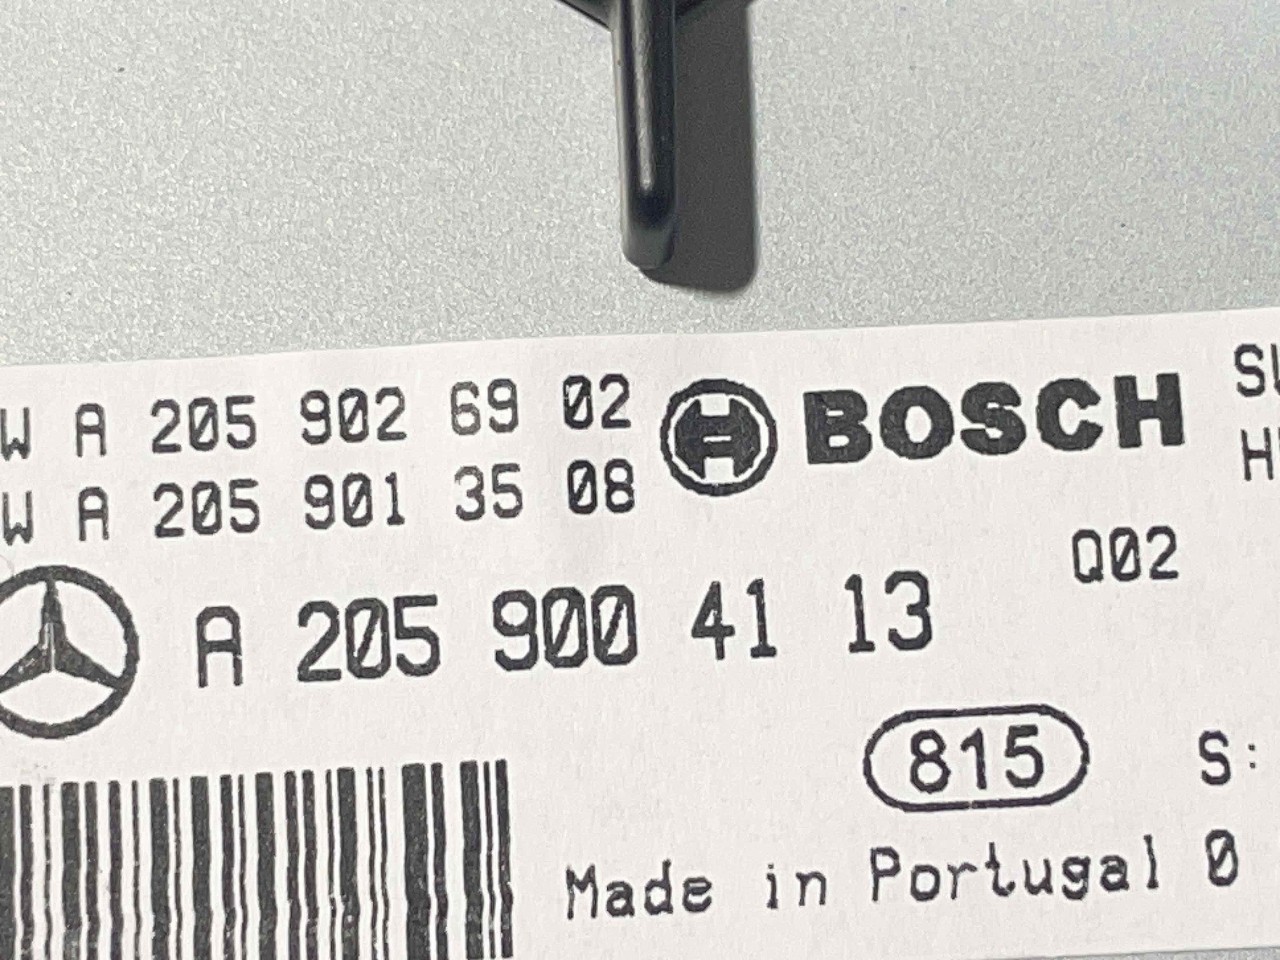 W A 205 902 69 02
W A 205 901 35 08
BOSCH
Q02
A 205 900 41 13
815
S:
Made in Portugal 0